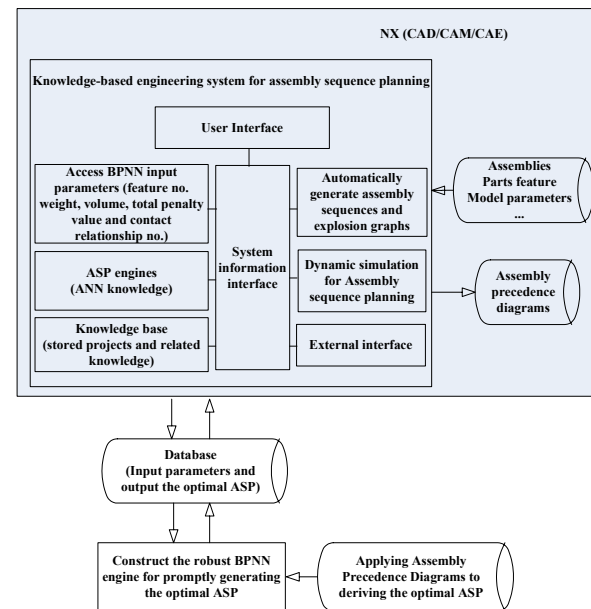 NX (CAD/CAM/CAE)
Knowledge-based engineering system for assembly sequence planning
User Interface
Access BPNN input
parameters (feature no.
weight, volume, total penalty
value and contact
relationship no.)
ASP engines
(ANN knowledge)
Knowledge base
(stored projects and related
knowledge)
System
information
interface
Automatically
generate assembly
sequences and
explosion graphs
Dynamic simulation
for Assembly
sequence planning
External interface
Assemblies
Parts feature
Model parameters
...
Assembly
precedence
diagrams
Database
(Input parameters and
output the optimal ASP)
Construct the robust BPNN
engine for promptly generating
the optimal ASP
Applying Assembly
Precedence Diagrams to
deriving the optimal ASP